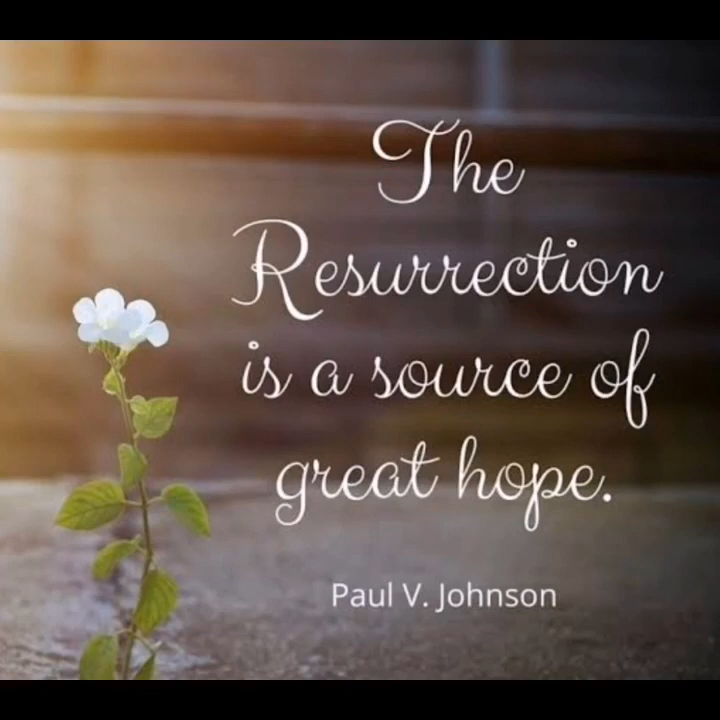 The
Resurrection
is a source of
great hope.
Paul V. Johnson